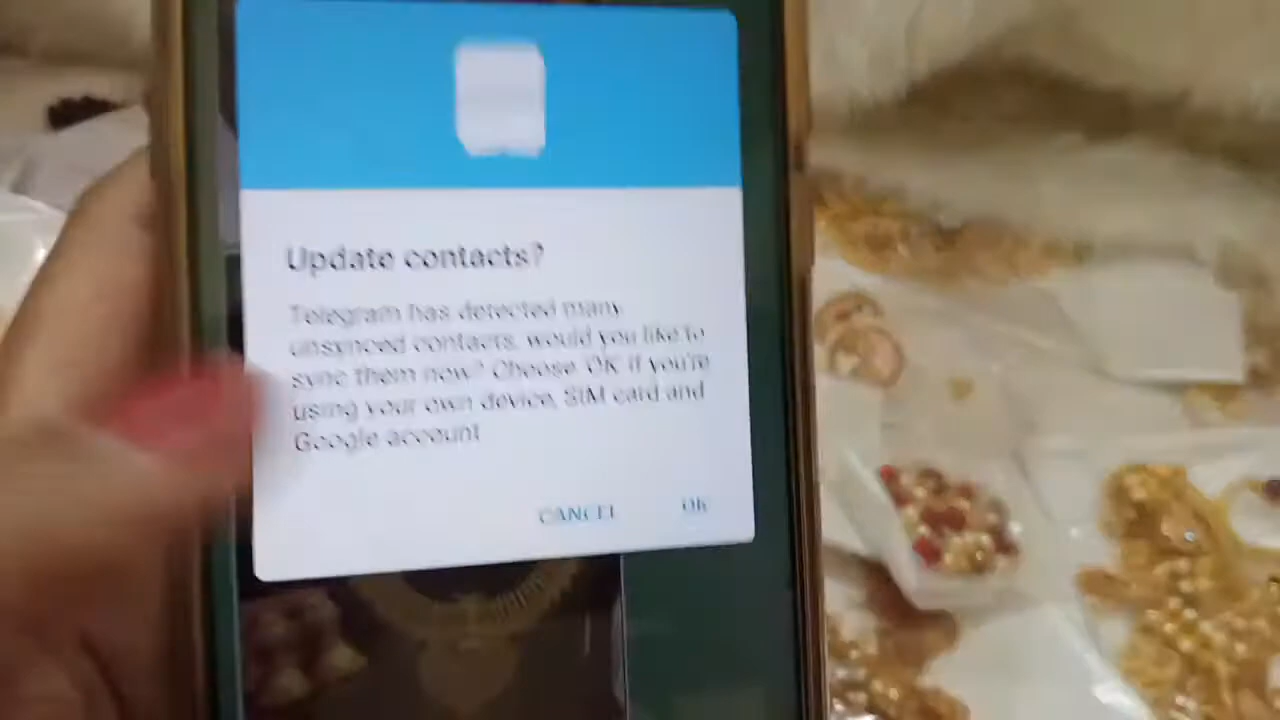 Update contacts?
Telegram has detected many
unsynced contacts, would you like to
sync them now? Choose 'OK' if you're
using your own device, SIM card and
Google account
CANCEL OK